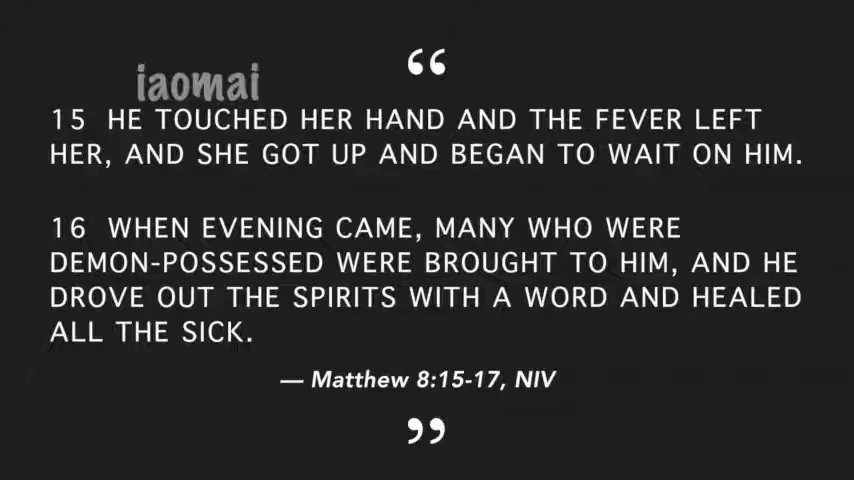 “
iaomai
15 HE TOUCHED HER HAND AND THE FEVER LEFT
HER, AND SHE GOT UP AND BEGAN TO WAIT ON HIM.
16 WHEN EVENING CAME, MANY WHO WERE
DEMON-POSSESSED WERE BROUGHT TO HIM, AND HE
DROVE OUT THE SPIRITS WITH A WORD AND HEALED
ALL THE SICK.
— Matthew 8:15-17, NIV
”